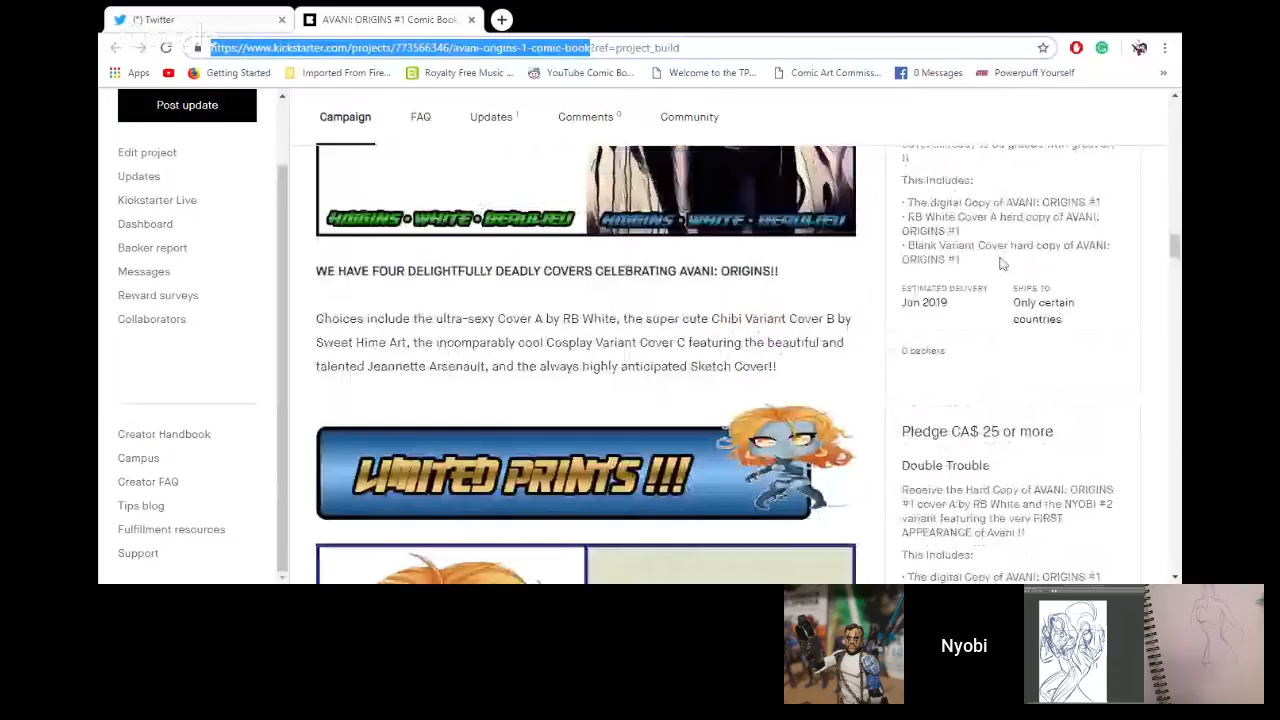 (*) Twitter
AVANI: ORIGINS #1 Comic Book
https://www.kickstarter.com/projects/773566346/avani-origins-1-comic-book?ref=project_build
Apps
Getting Started
Imported From Fire...
Royalty Free Music ...
YouTube Comic Bo...
Welcome to the TP...
Comic Art Commiss...
0 Messages
Powerpuff Yourself
»
Post update
Edit project
Updates
Kickstarter Live
Dashboard
Backer report
Messages
Reward surveys
Collaborators
Creator Handbook
Campus
Creator FAQ
Tips blog
Fulfillment resources
Support
Campaign
FAQ
Updates 1
Comments 0
Community
HIGGINS • WHITE • BEAULIEU
HIGGINS • WHITE • BEAULIEU
WE HAVE FOUR DELIGHTFULLY DEADLY COVERS CELEBRATING AVANI: ORIGINS!!
Choices include the ultra-sexy Cover A by RB White, the super cute Chibi Variant Cover B by
Sweet Hime Art, the incomparably cool Cosplay Variant Cover C featuring the beautiful and
talented Jeannette Arsenault, and the always highly anticipated Sketch Cover!!
LIMITED PRINTS !!!
!!
This Includes:
• The digital Copy of AVANI: ORIGINS #1
• RB White Cover A hard copy of AVANI:
ORIGINS #1
• Blank Variant Cover hard copy of AVANI:
ORIGINS #1
ESTIMATED DELIVERY
Jun 2019
SHIPS TO
Only certain
countries
0 backers
Pledge CA$ 25 or more
Double Trouble
Receive the Hard Copy of AVANI: ORIGINS
#1 cover A by RB White and the NYOBI #2
variant featuring the very FIRST
APPEARANCE of Avani !!
This Includes:
• The digital Copy of AVANI: ORIGINS #1
Nyobi